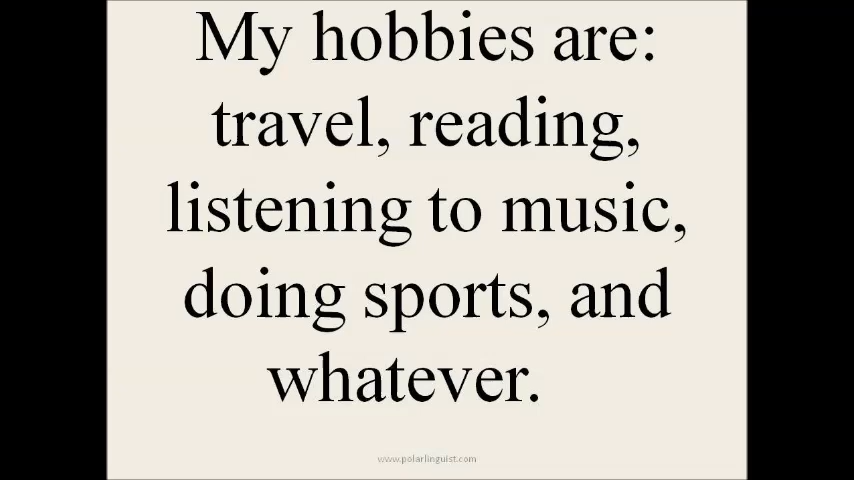 My hobbies are:
travel, reading,
listening to music,
doing sports, and
whatever.
www.polarlinguist.com